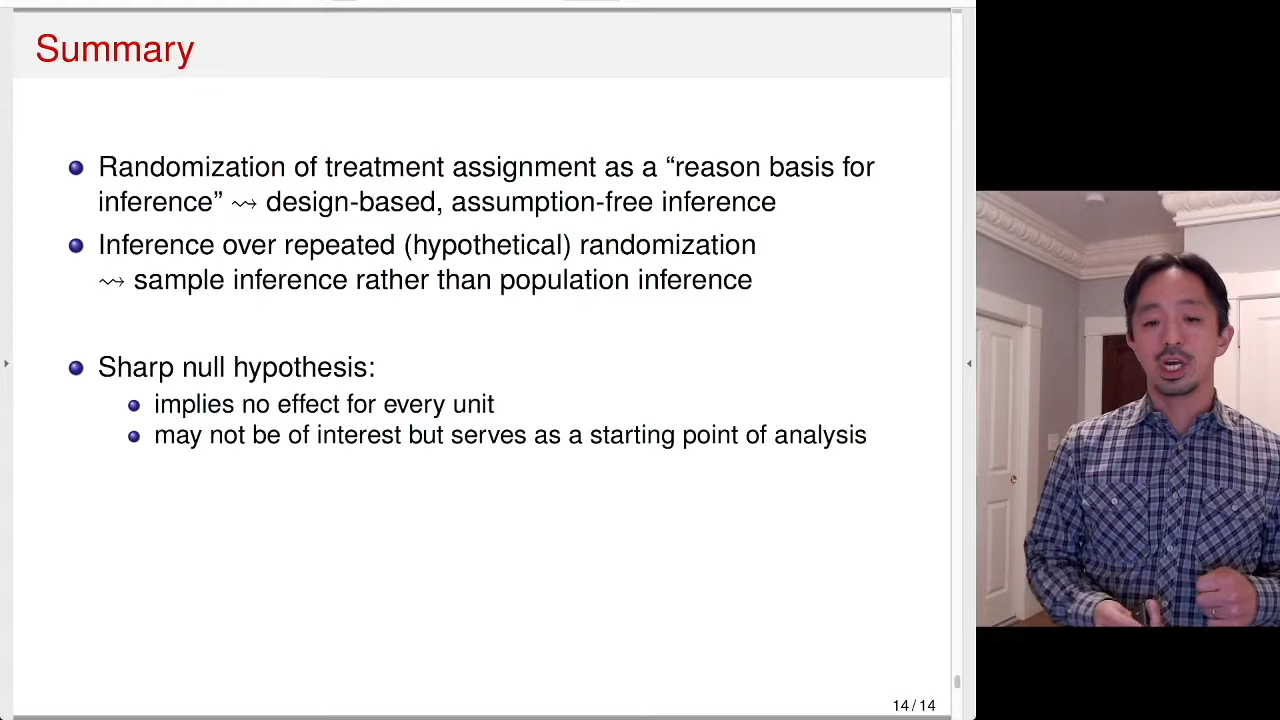 Summary
Randomization of treatment assignment as a “reason basis for
inference” ⇝ design-based, assumption-free inference
Inference over repeated (hypothetical) randomization
⇝ sample inference rather than population inference
Sharp null hypothesis:
implies no effect for every unit
may not be of interest but serves as a starting point of analysis
14 / 14